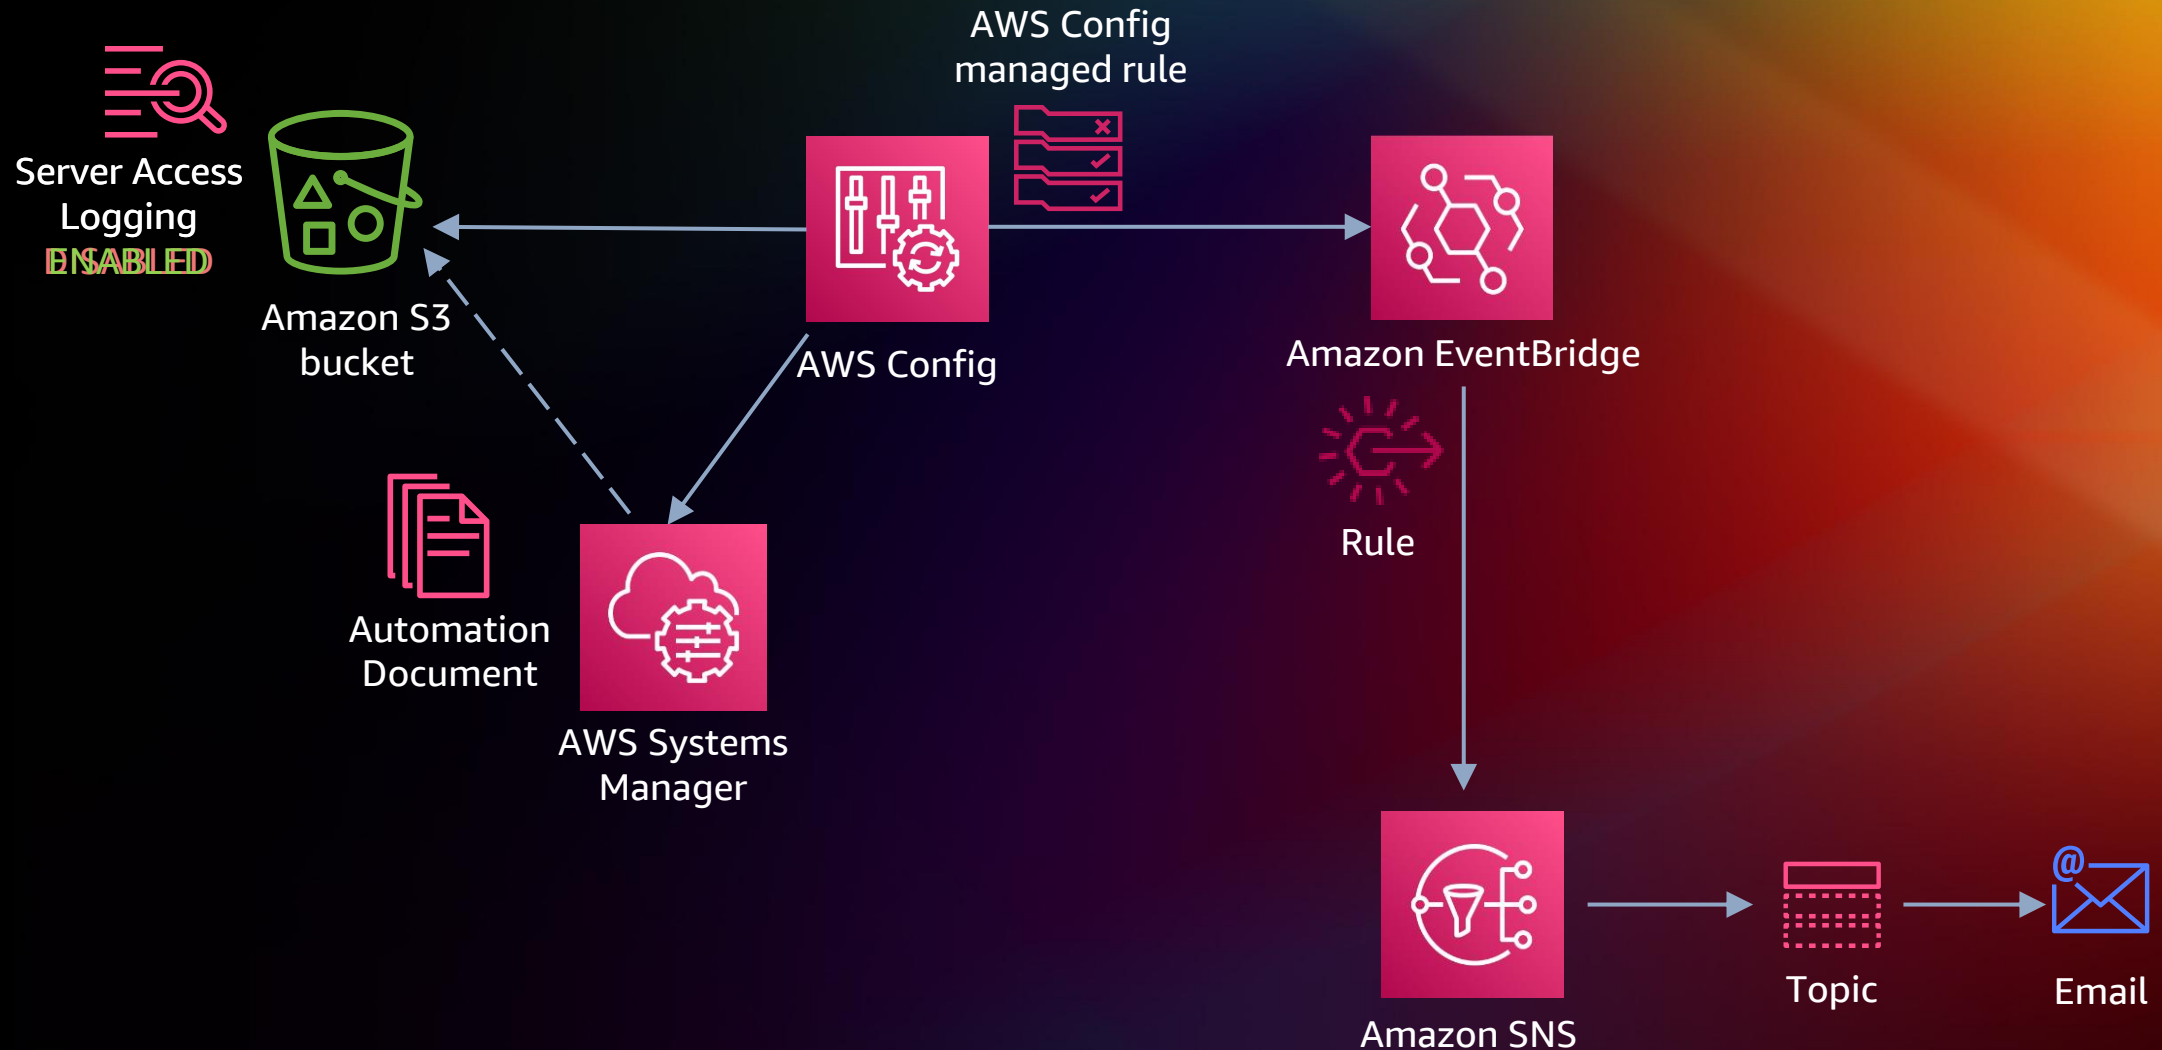 AWS Config
managed rule
Server Access
Logging
DISABLED
ENABLED
Amazon S3
bucket
AWS Config
Amazon EventBridge
Rule
Automation
Document
AWS Systems
Manager
Amazon SNS
Topic
@
Email